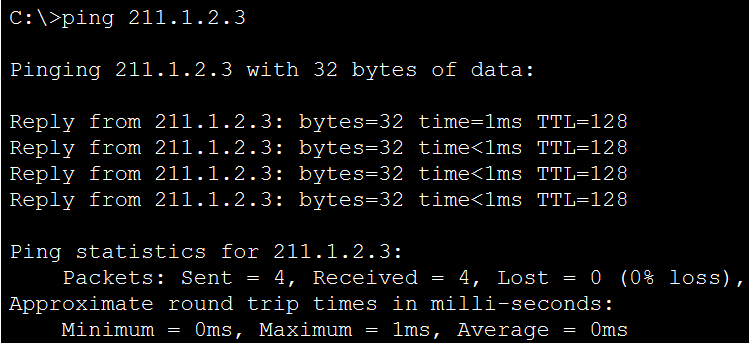 C:\>ping 211.1.2.3
Pinging 211.1.2.3 with 32 bytes of data:
Reply from 211.1.2.3: bytes=32 time=1ms TTL=128
Reply from 211.1.2.3: bytes=32 time<1ms TTL=128
Reply from 211.1.2.3: bytes=32 time<1ms TTL=128
Reply from 211.1.2.3: bytes=32 time<1ms TTL=128
Ping statistics for 211.1.2.3:
    Packets: Sent = 4, Received = 4, Lost = 0 (0% loss),
Approximate round trip times in milli-seconds:
    Minimum = 0ms, Maximum = 1ms, Average = 0ms